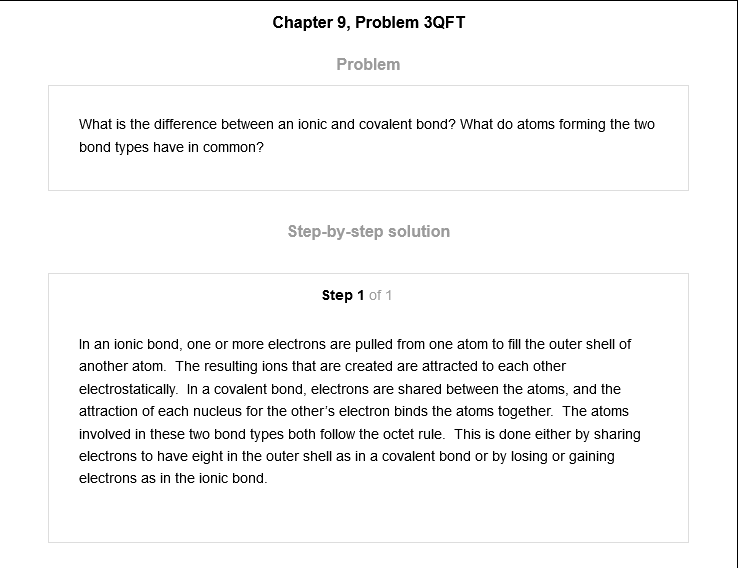 Chapter 9, Problem 3QFT
Problem
What is the difference between an ionic and covalent bond? What do atoms forming the two
bond types have in common?
Step-by-step solution
Step 1 of 1
In an ionic bond, one or more electrons are pulled from one atom to fill the outer shell of
another atom.  The resulting ions that are created are attracted to each other
electrostatically.  In a covalent bond, electrons are shared between the atoms, and the
attraction of each nucleus for the other’s electron binds the atoms together.  The atoms
involved in these two bond types both follow the octet rule.  This is done either by sharing
electrons to have eight in the outer shell as in a covalent bond or by losing or gaining
electrons as in the ionic bond.